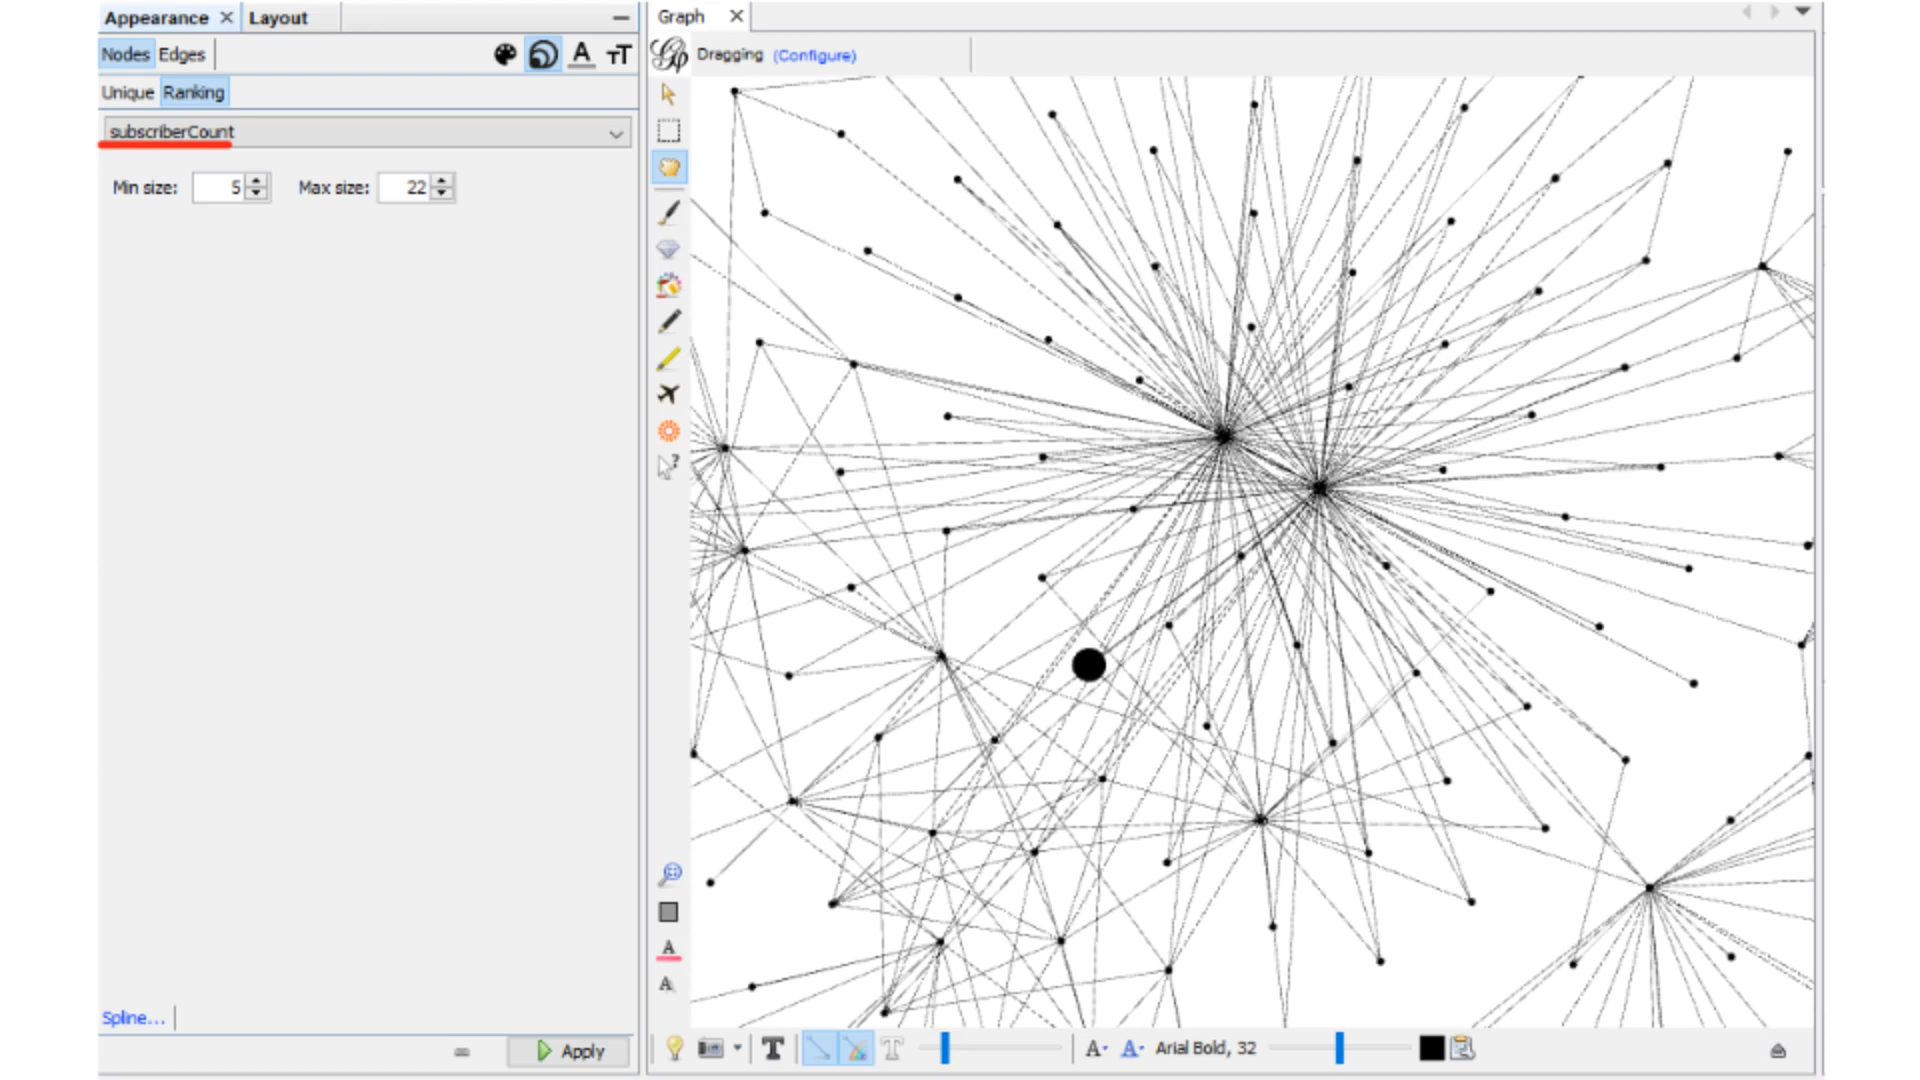 Appearance
Layout
Graph
Nodes
Edges
A
тT
Dragging (Configure)
Unique
Ranking
subscriberCount
Min size: 5
Max size: 22
?
A
A
Spline...
Apply
T
T
A
A
Arial Bold, 32